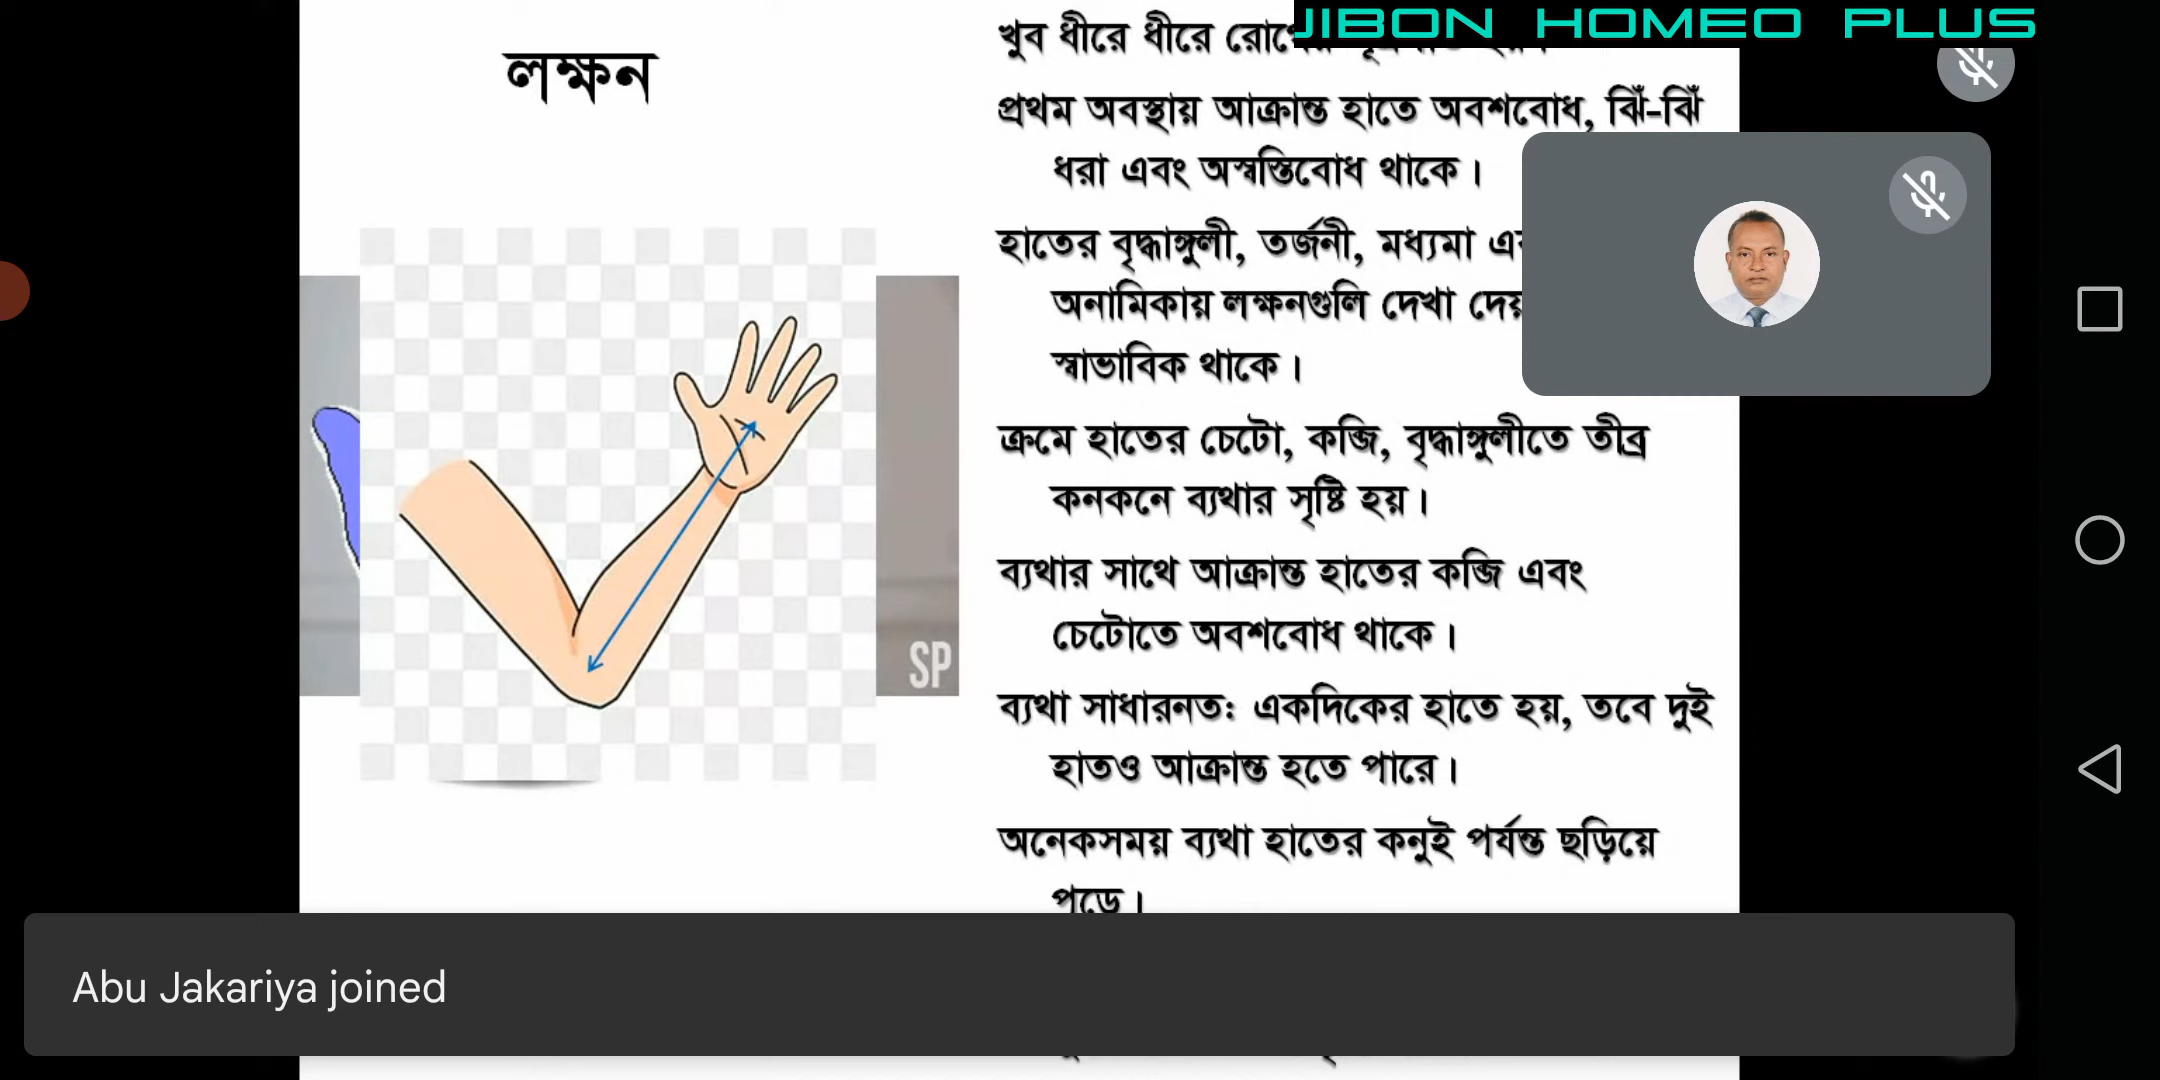 JIBON HOMEO PLUS
লক্ষন
খুব ধীরে ধীরে
প্রথম অবস্থায় আক্রান্ত হাতে অবশবোধ, ঝিঁ-ঝিঁ
ধরা এবং অস্বস্তিবোধ থাকে।
হাতের বৃদ্ধাঙ্গুলী, তর্জনী, মধ্যমা
অনামিকায় লক্ষনগুলি দেখা দেয়
স্বাভাবিক থাকে।
ক্রমে হাতের চেটো, কব্জি, বৃদ্ধাঙ্গুলীতে তীব্র
কনকনে ব্যথার সৃষ্টি হয়।
ব্যথার সাথে আক্রান্ত হাতের কব্জি এবং
চেটোতে অবশবোধ থাকে।
ব্যথা সাধারনত: একদিকের হাতে হয়, তবে দুই
হাতও আক্রান্ত হতে পারে।
অনেকসময় ব্যথা হাতের কনুই পর্যন্ত ছড়িয়ে
পড়ে।
SP
Abu Jakariya joined